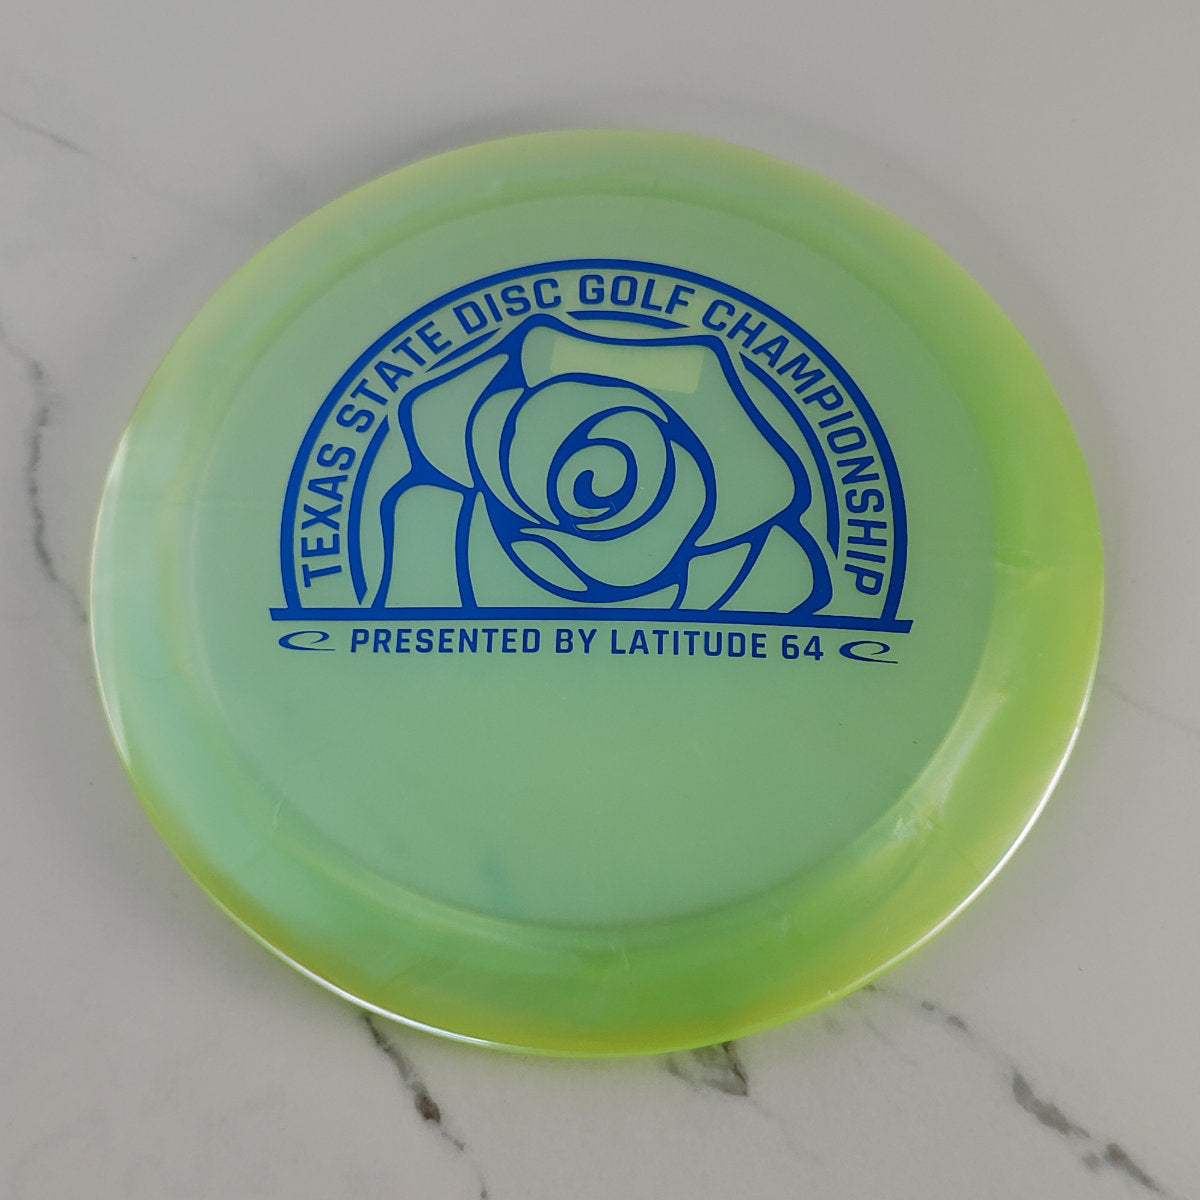 TEXAS STATE DISC GOLF CHAMPIONSHIP
PRESENTED BY LATITUDE 64